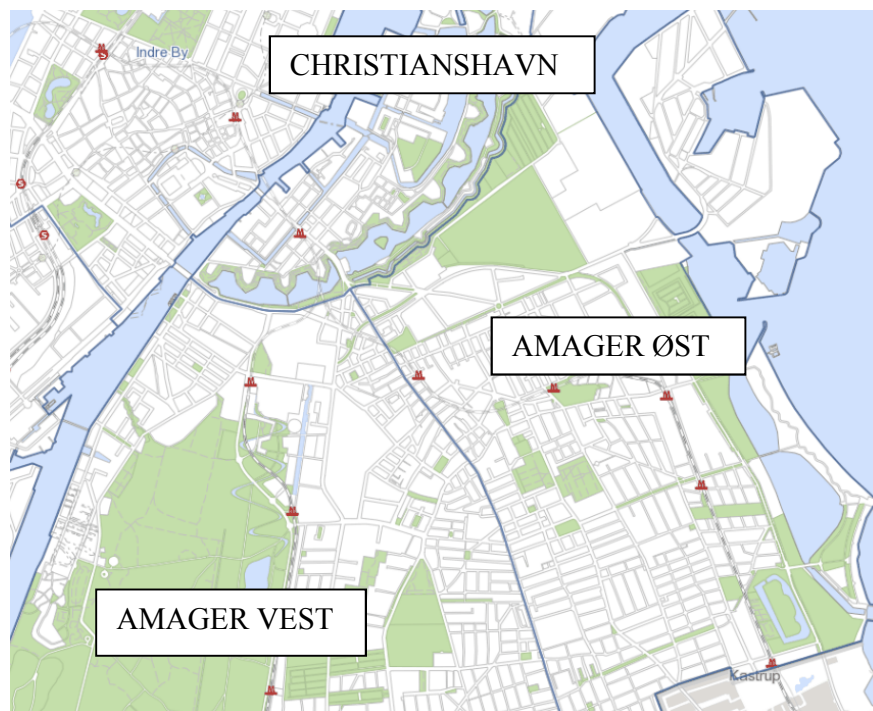 Indre By
CHRISTIANSHAVN
AMAGER ØST
AMAGER VEST
Kastrup